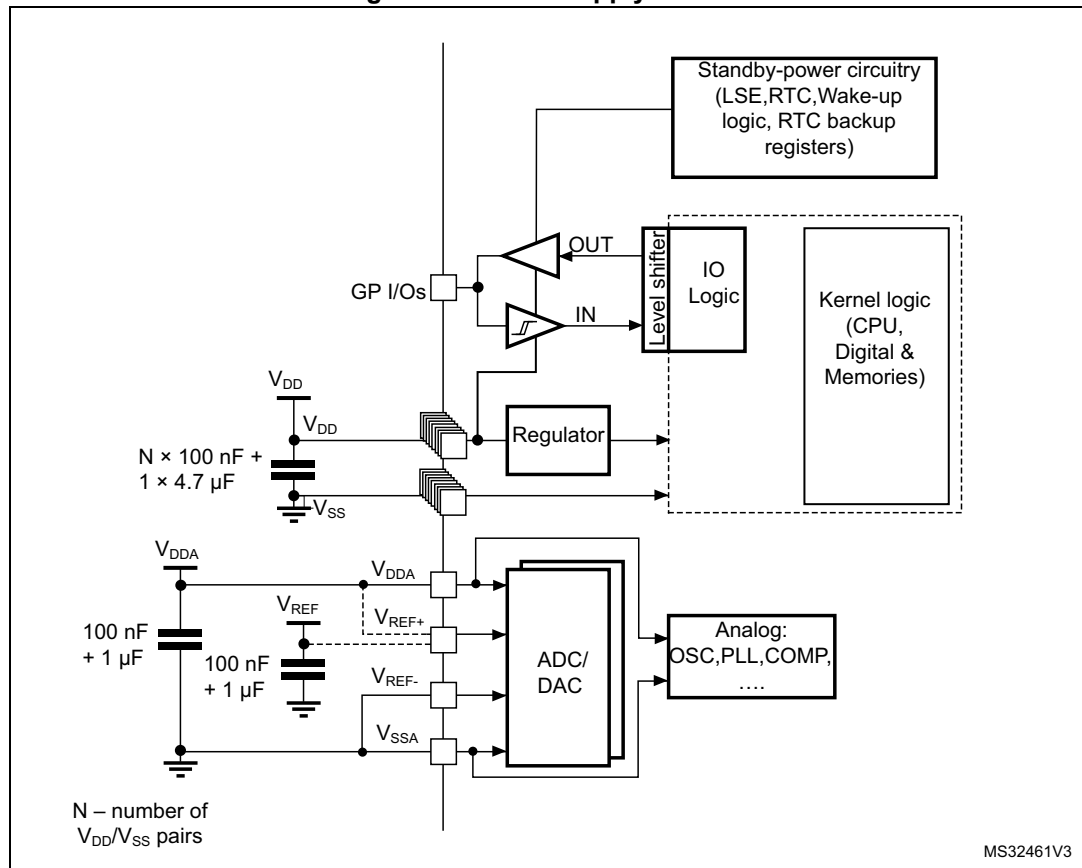 Standby-power circuitry
(LSE,RTC,Wake-up
logic, RTC backup
registers)
OUT
Level shifter
IO
Logic
GP I/Os
IN
Kernel logic
(CPU,
Digital &
Memories)
VDD
VDD
Regulator
N × 100 nF +
1 × 4.7 µF
VSS
VDDA
VDDA
VREF
VREF+
100 nF
+ 1 µF
100 nF
+ 1 µF
VREF-
ADC/
DAC
Analog:
OSC,PLL,COMP,
….
VSSA
N – number of
VDD/VSS pairs
MS32461V3